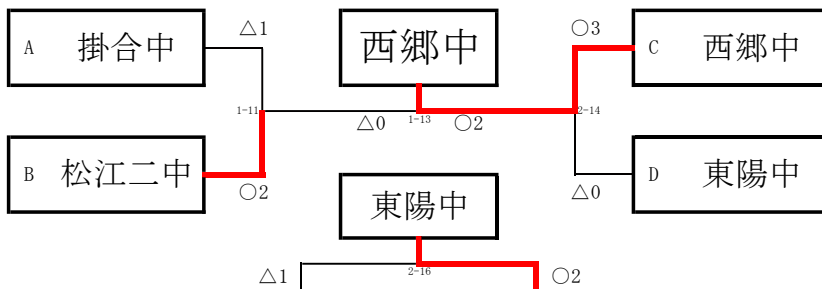 A 掛合中
△1
西郷中
○3
C 西郷中
1-11
△0
1-13
○2
2-14
B 松江二中
○2
東陽中
△0
D 東陽中
△1
2-16
○2